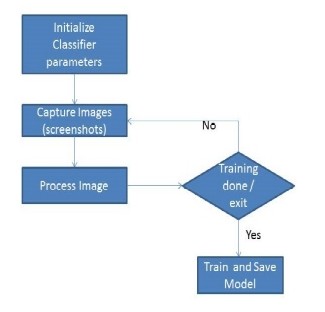 Initialize
Classifier
parameters
Capture Images
(screenshots)
No
Process Image
Training
done /
exit
Yes
Train and Save
Model